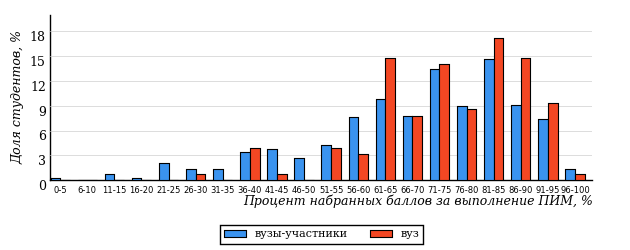 Доля студентов, %
18
15
12
9
6
3
0
0-5 6-10 11-15 16-20 21-25 26-30 31-35 36-40 41-45 46-50 51-55 56-60 61-65 66-70 71-75 76-80 81-85 86-90 91-95 96-100
Процент набранных баллов за выполнение ПИМ, %
вузы-участники вуз